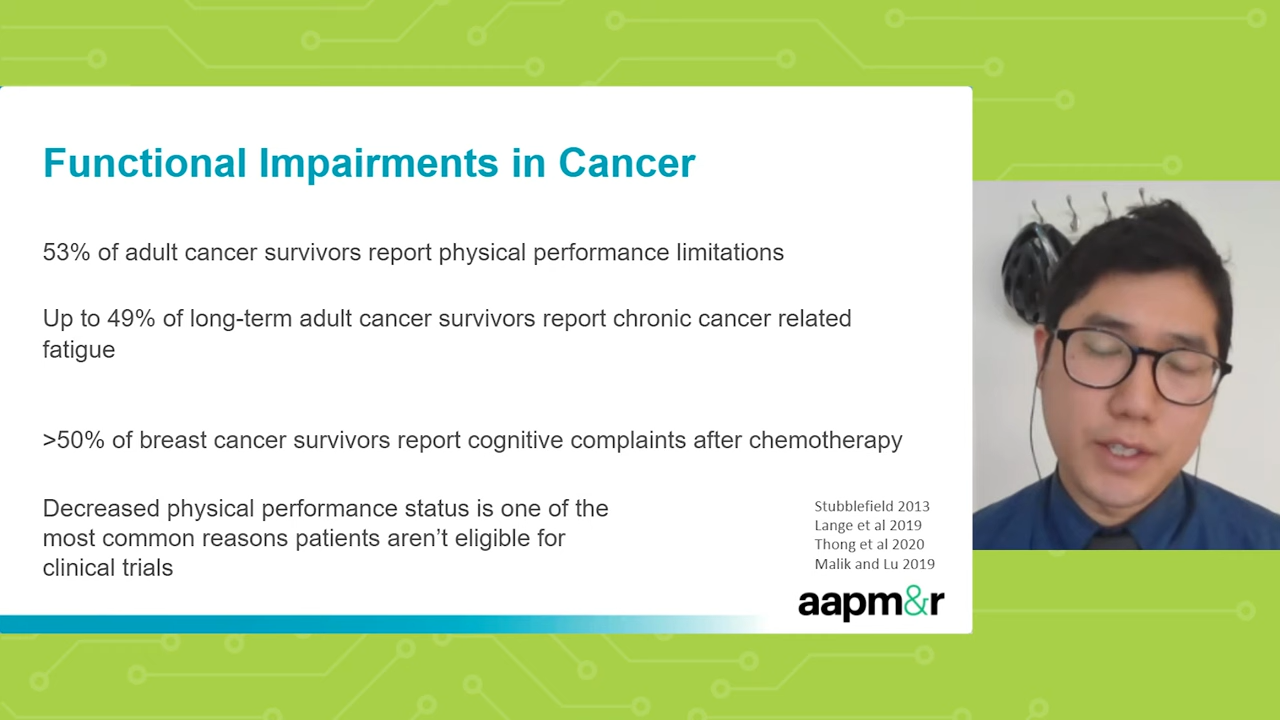 Functional Impairments in Cancer
53% of adult cancer survivors report physical performance limitations
Up to 49% of long-term adult cancer survivors report chronic cancer related
fatigue
>50% of breast cancer survivors report cognitive complaints after chemotherapy
Decreased physical performance status is one of the
most common reasons patients aren’t eligible for
clinical trials
Stubblefield 2013
Lange et al 2019
Thong et al 2020
Malik and Lu 2019
aapm&r